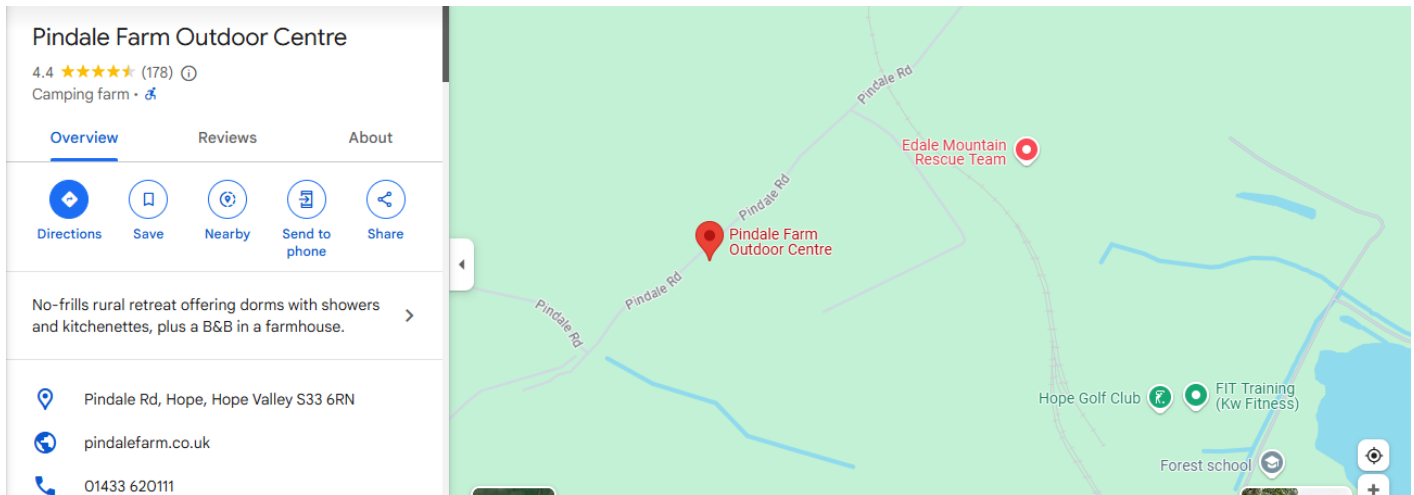 Pindale Farm Outdoor Centre
4.4 (178)
Camping farm •
Overview Reviews About
Directions Save Nearby Send to phone Share
No-frills rural retreat offering dorms with showers
and kitchenettes, plus a B&B in a farmhouse.
Pindale Rd, Hope, Hope Valley S33 6RN
pindalefarm.co.uk
01433 620111
Pindale Rd
Edale Mountain
Rescue Team
Pindale Rd
Pindale Farm
Outdoor Centre
Pindale Rd
Pindale Rd
Hope Golf Club
FIT Training
(Kw Fitness)
Forest school